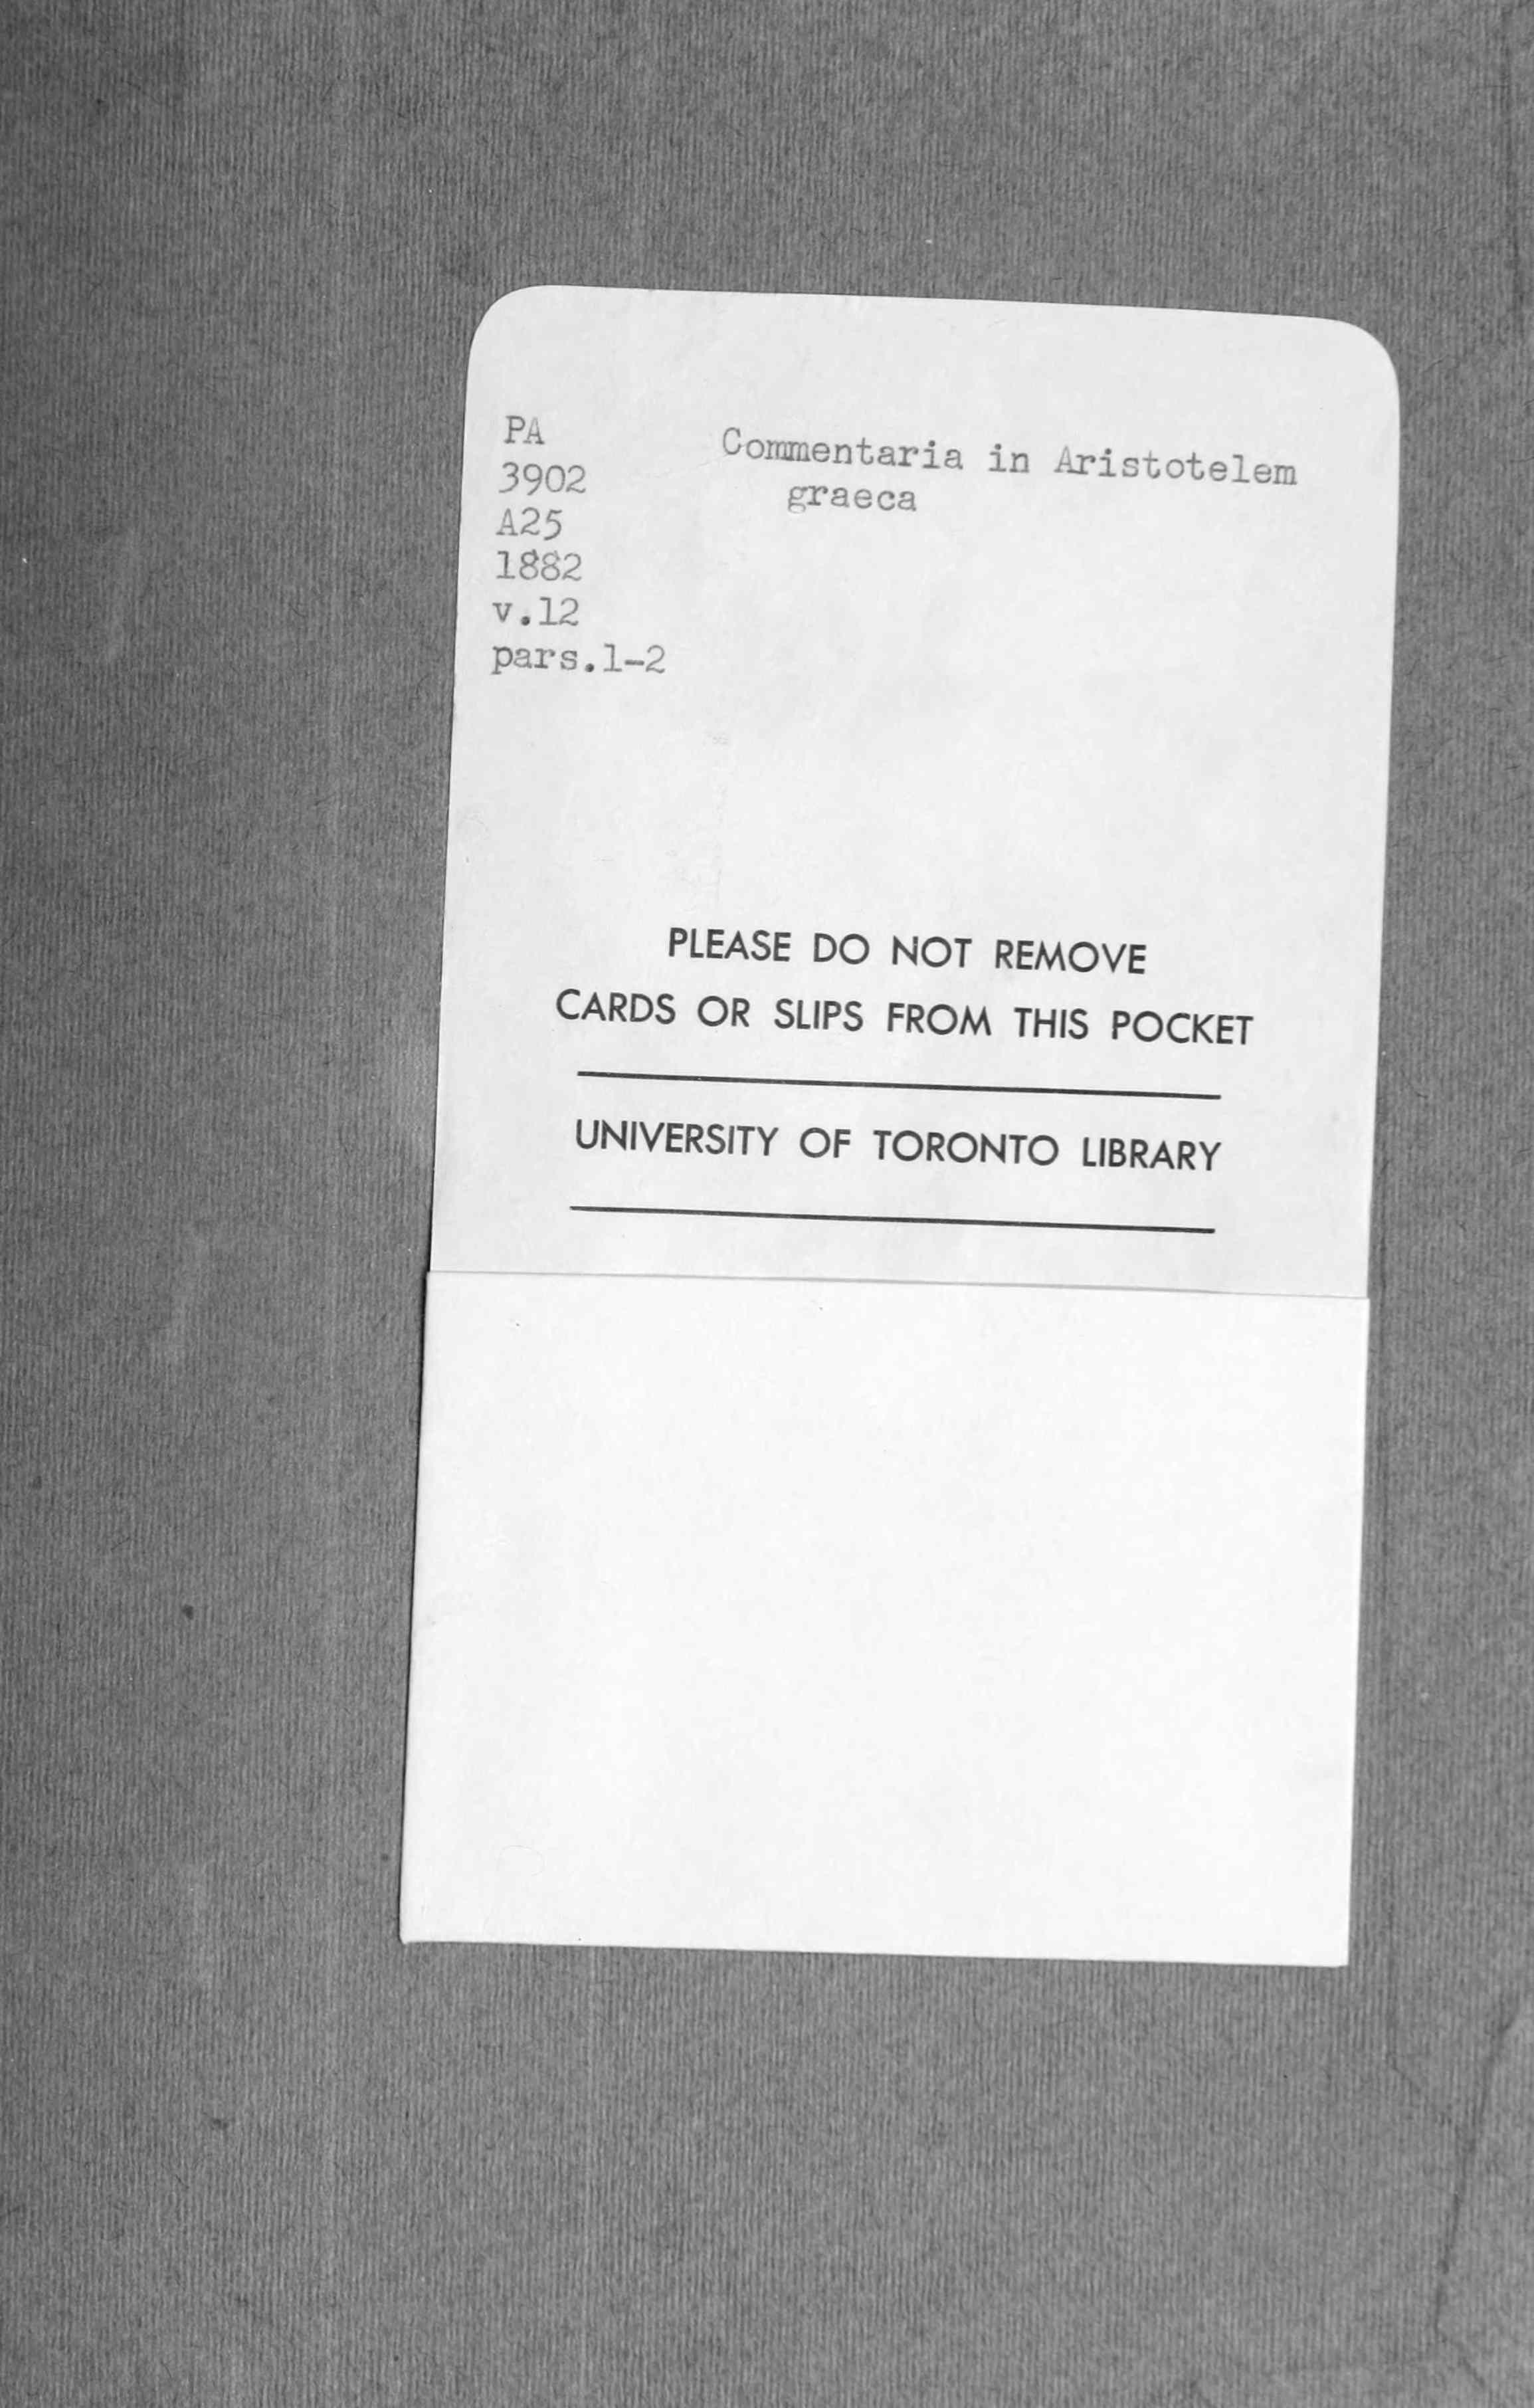 PA
3902
A25
1882
v.12
pars.1-2
Commentaria in Aristotelem
graeca
PLEASE DO NOT REMOVE
CARDS OR SLIPS FROM THIS POCKET
UNIVERSITY OF TORONTO LIBRARY